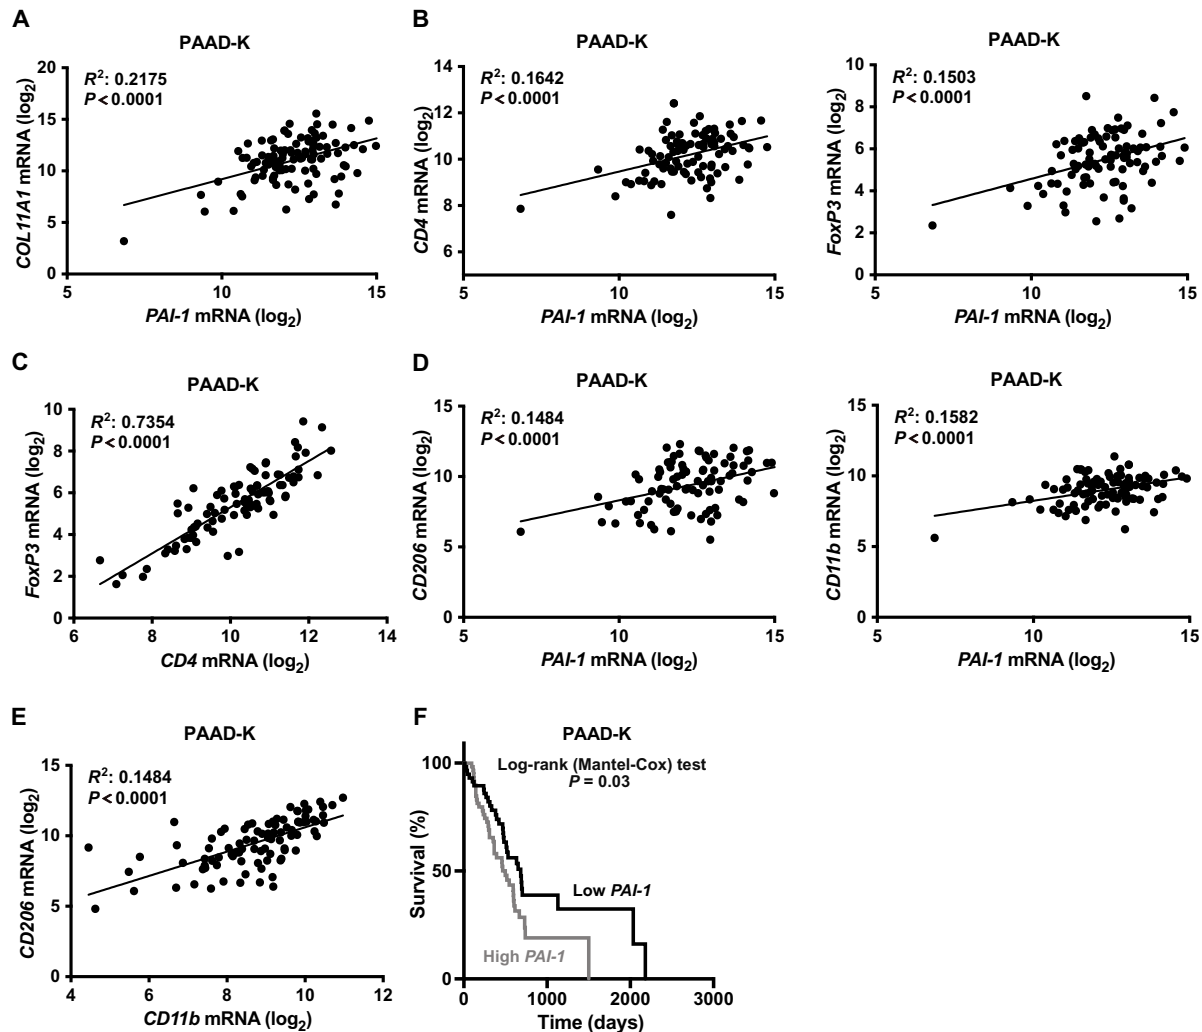 A
PAAD-K
R²: 0.2175
P < 0.0001
COL11A1 mRNA (log₂)
20
15
10
5
0
5
10
15
PAI-1 mRNA (log₂)
B
PAAD-K
R²: 0.1642
P < 0.0001
CD4 mRNA (log₂)
14
12
10
8
6
5
10
15
PAI-1 mRNA (log₂)
PAAD-K
R²: 0.1503
P < 0.0001
FoxP3 mRNA (log₂)
10
8
6
4
2
0
5
10
15
PAI-1 mRNA (log₂)
C
PAAD-K
R²: 0.7354
P < 0.0001
FoxP3 mRNA (log₂)
10
8
6
4
2
0
6
8
10
12
14
CD4 mRNA (log₂)
D
PAAD-K
R²: 0.1484
P < 0.0001
CD206 mRNA (log₂)
15
10
5
0
5
10
15
PAI-1 mRNA (log₂)
PAAD-K
R²: 0.1582
P < 0.0001
CD11b mRNA (log₂)
15
10
5
0
5
10
15
PAI-1 mRNA (log₂)
E
PAAD-K
R²: 0.1484
P < 0.0001
CD206 mRNA (log₂)
15
10
5
0
4
6
8
10
12
CD11b mRNA (log₂)
F
PAAD-K
Log-rank (Mantel-Cox) test
P = 0.03
Survival (%)
100
50
0
Low PAI-1
High PAI-1
0
1000
2000
3000
Time (days)